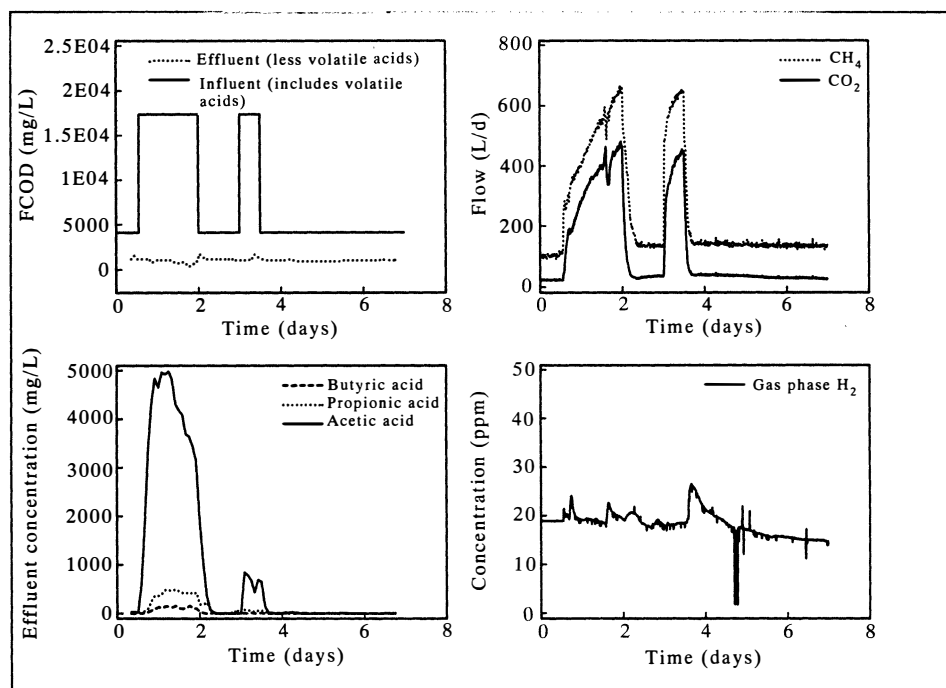 2.5E04
2E04
1.5E04
1E04
5000
0
FCOD (mg/L)
Effluent (less volatile acids)
Influent (includes volatile
acids)
0 2 4 6 8
Time (days)
800
600
400
200
0
Flow (L/d)
CH₄
CO₂
0 2 4 6 8
Time (days)
5000
4000
3000
2000
1000
0
Effluent concentration (mg/L)
Butyric acid
Propionic acid
Acetic acid
0 2 4 6 8
Time (days)
50
40
30
20
10
0
Concentration (ppm)
Gas phase H₂
0 2 4 6 8
Time (days)